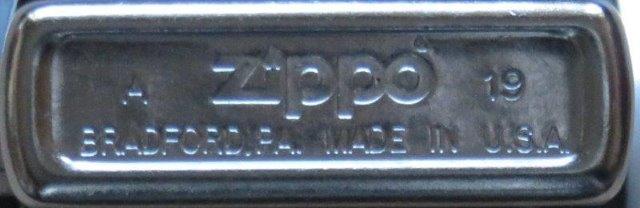 A Zippo® 19
BRADFORD, PA. MADE IN U.S.A.